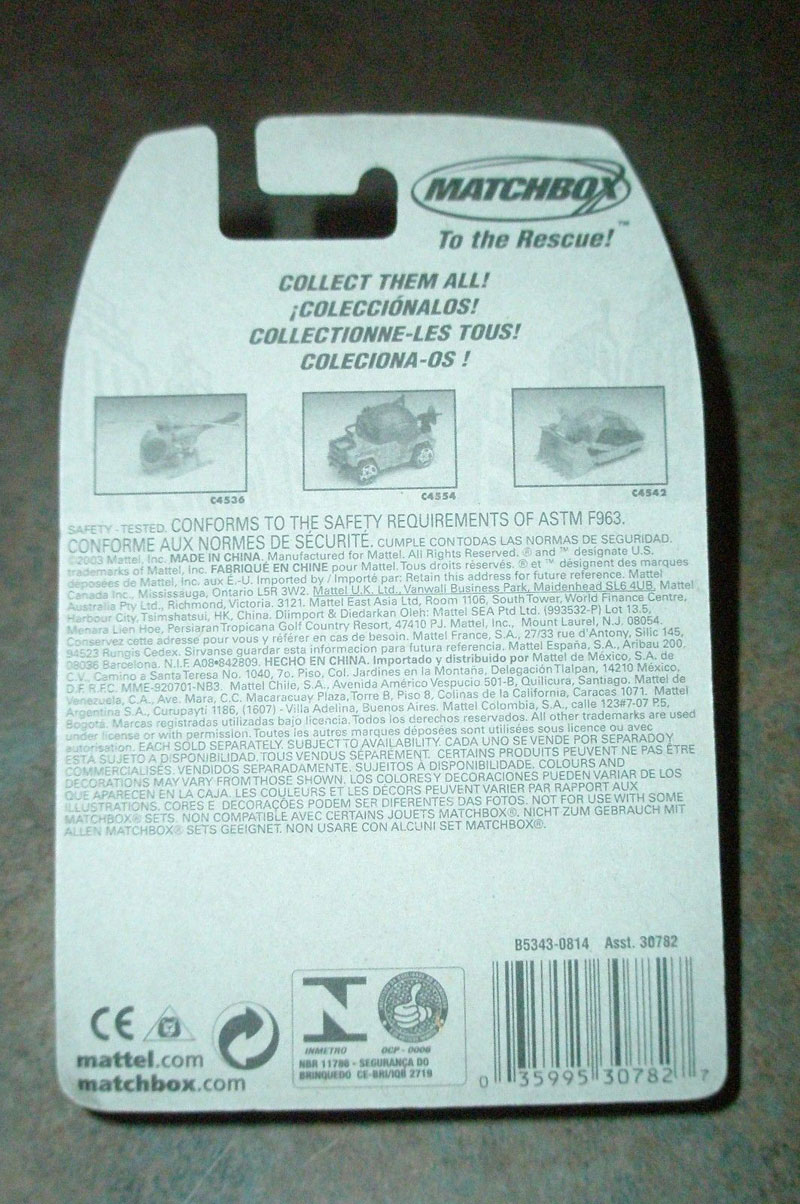 MATCHBOX
To the Rescue!™
COLLECT THEM ALL!
¡COLECCIÓNALOS!
COLLECTIONNE-LES TOUS!
COLECIONA-OS !
C4536
C4554
C4542
SAFETY - TESTED. CONFORMS TO THE SAFETY REQUIREMENTS OF ASTM F963.
CONFORME AUX NORMES DE SÉCURITÉ. CUMPLE CONTODAS LAS NORMAS DE SEGURIDAD.
©2003 Mattel, Inc. MADE IN CHINA. Manufactured for Mattel. All Rights Reserved. ® and ™ designate U.S.
trademarks of Mattel, Inc. FABRIQUÉ EN CHINE pour Mattel. Tous droits réservés. ® et ™ désignent des marques
déposées de Mattel, Inc. aux É.-U. Imported by / Importé par: Retain this address for future reference. Mattel
Canada Inc., Mississauga, Ontario L5R 3W2. Mattel U.K. Ltd., Vanwall Business Park, Maidenhead SL6 4UB. Mattel
Australia Pty Ltd., Richmond, Victoria. 3121. Mattel East Asia Ltd, Room 1106, South Tower, World Finance Centre,
Harbour City, Tsimshatsui, HK, China. Diimport & Diedarkan Oleh: Mattel SEA Ptd Ltd. (993532-P) Lot 13.5,
Menara Lien Hoe, Persiaran Tropicana Golf Country Resort, 47410 PJ. Mattel, Inc., Mount Laurel, N.J. 08054.
Conservez cette adresse pour vous y référer en cas de besoin. Mattel France, S.A., 27/33 rue d'Antony, Silic 145,
94523 Rungis Cedex. Sirvanse guardar esta informacion para futura referencia. Mattel España, S.A., Aribau 200,
08036 Barcelona. N.I.F. A08•842809. HECHO EN CHINA. Importado y distribuido por Mattel de México, S.A. de
C.V., Camino a Santa Teresa No. 1040, 7o. Piso, Col. Jardines en la Montaña, Delegación Tlalpan, 14210 México,
D.F. R.F.C. MME-920701-NB3. Mattel Chile, S.A., Avenida Américo Vespucio 501-B, Quilicura, Santiago. Mattel de
Venezuela, C.A., Ave. Mara, C.C. Macaracuay Plaza, Torre B, Piso 8, Colinas de la California, Caracas 1071. Mattel
Argentina S.A., Curupaytí 1186, (1607) - Villa Adelina, Buenos Aires. Mattel Colombia, S.A., calle 123#7-07 P.5,
Bogotá. Marcas registradas utilizadas bajo licencia. Todos los derechos reservados. All other trademarks are used
under license or with permission. Toutes les autres marques déposées sont utilisées sous licence ou avec
autorisation. EACH SOLD SEPARATELY. SUBJECT TO AVAILABILITY. CADA UNO SE VENDE POR SEPARADO Y
ESTA SUJETO A DISPONIBILIDAD. TOUS VENDUS SÉPAREMENT. CERTAINS PRODUITS PEUVENT NE PAS ÊTRE
COMMERCIALISÉS. VENDIDOS SEPARADAMENTE. SUJEITOS À DISPONIBILIDADE. COLOURS AND
DECORATIONS MAY VARY FROM THOSE SHOWN. LOS COLORES Y DECORACIONES PUEDEN VARIAR DE LOS
QUE APARECEN EN LA CAJA. LES COULEURS ET LES DÉCORS PEUVENT VARIER PAR RAPPORT AUX
ILLUSTRATIONS. CORES E DECORAÇÕES PODEM SER DIFERENTES DAS FOTOS. NOT FOR USE WITH SOME
MATCHBOX® SETS. NON COMPATIBLE AVEC CERTAINS JOUETS MATCHBOX®. NICHT ZUM GEBRAUCH MIT
ALLEN MATCHBOX® SETS GEEIGNET. NON USARE CON ALCUNI SET MATCHBOX®.
B5343-0814 Asst. 30782
CE
mattel.com
matchbox.com
INMETRO OCP - 0006
NBR 11786 - SEGURANÇA DO
BRINQUEDO CE-BRI/IQB 2719
0 35995 30782 7